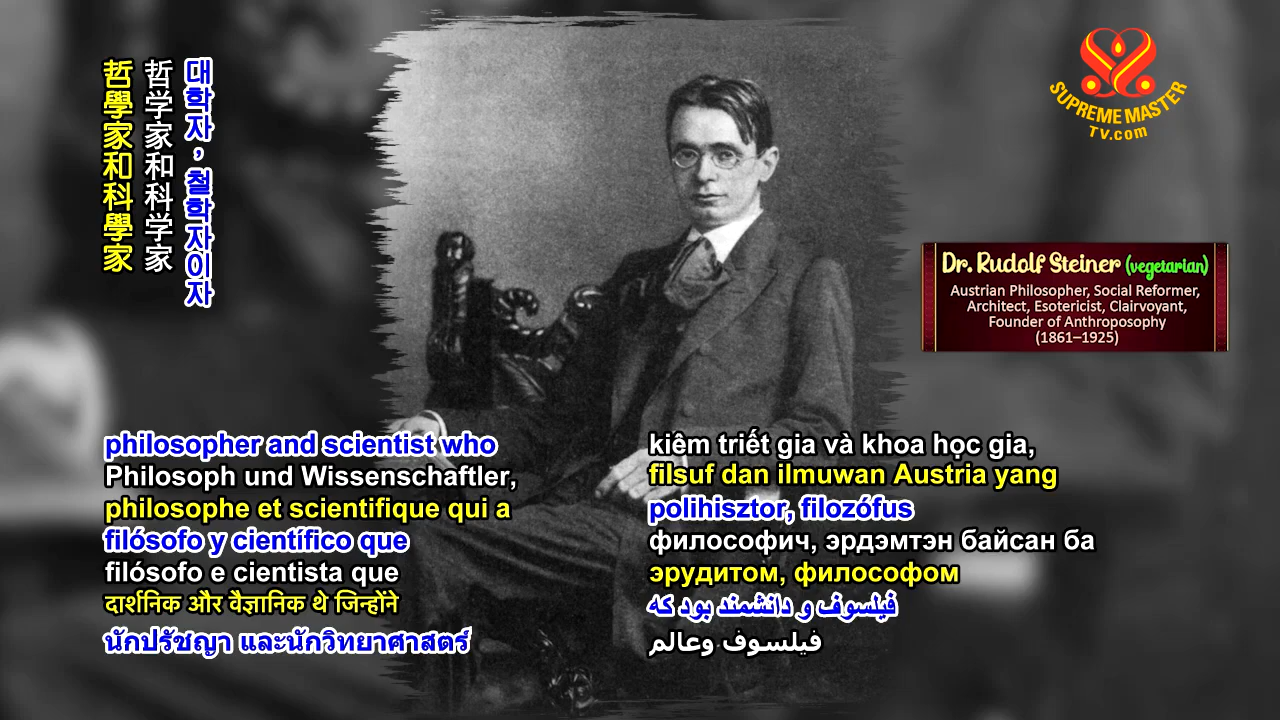 哲學家和科學家
哲学家和科学家
대학자, 철학자이자
SUPREME MASTER
TV.com
Dr. Rudolf Steiner (vegetarian)
Austrian Philosopher, Social Reformer,
Architect, Esotericist, Clairvoyant,
Founder of Anthroposophy
(1861–1925)
philosopher and scientist who
Philosoph und Wissenschaftler,
philosophe et scientifique qui a
filósofo y científico que
filósofo e cientista que
दार्शनिक और वैज्ञानिक थे जिन्होंने
นักปรัชญา และนักวิทยาศาสตร์
kiêm triết gia và khoa học gia,
filsuf dan ilmuwan Austria yang
polihisztor, filozófus
философич, эрдэмтэн байсан ба
эрудитом, философом
فیلسوف و دانشمند بود که
فيلسوف وعالم